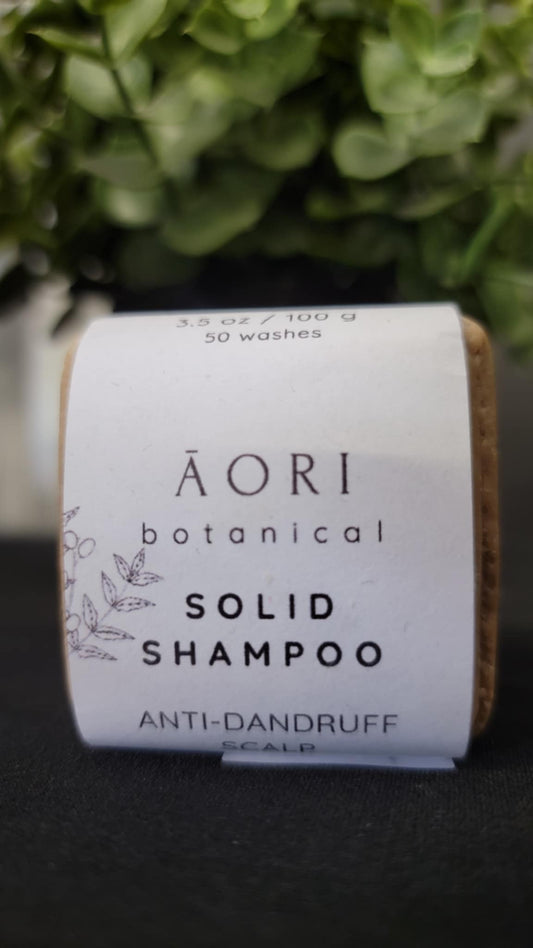 3.5 oz / 100 g
50 washes
ĀORI
botanical
SOLID
SHAMPOO
ANTI-DANDRUFF
SCALP